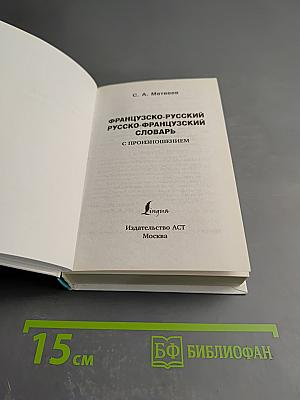 С. А. Матвеев
ФРАНЦУЗСКО-РУССКИЙ
РУССКО-ФРАНЦУЗСКИЙ
СЛОВАРЬ
С ПРОИЗНОШЕНИЕМ
Lingua
Издательство АСТ
Москва
15 см
БФ БИБЛИОФАН